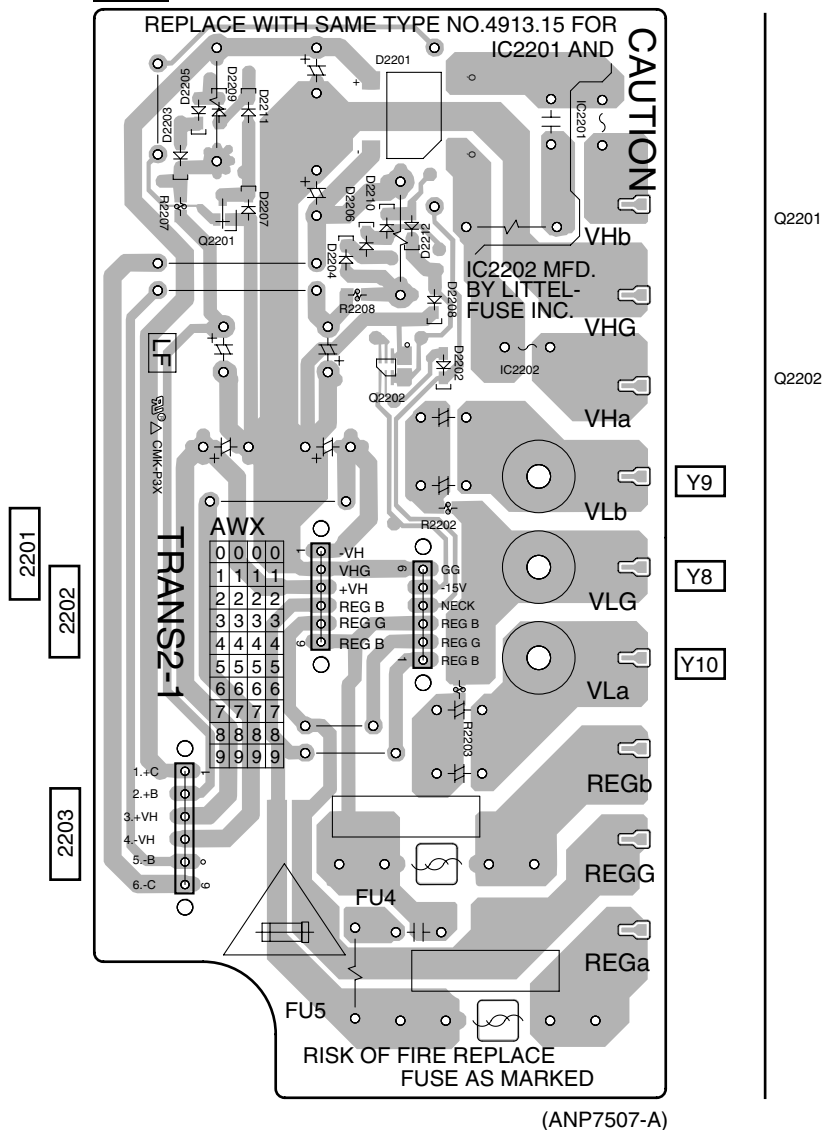 REPLACE WITH SAME TYPE NO.4913.15 FOR
IC2201 AND
CAUTION
D2201
D2205
D2209
D2211
D2203
IC2201
R2207
Q2201
D2207
D2206
D2210
D2212
D2204
R2208
D2208
VHb
Q2201
IC2202 MFD.
BY LITTEL-
FUSE INC.
VHG
LF
Q2202
D2202
IC2202
Q2202
VHa
CMK-P3X
R2202
VLb
Y9
2201
2202
TRANS2-1
AWX
0 0 0 0
1 1 1 1
2 2 2 2
3 3 3 3
4 4 4 4
5 5 5 5
6 6 6 6
7 7 7 7
8 8 8 8
9 9 9 9
1
-VH
VHG
+VH
REG B
REG G
REG B
6
6
GG
-15V
NECK
REG B
REG G
REG B
1
VLG
Y8
VLa
Y10
R2203
2203
1.+C
2.+B
3.+VH
4.-VH
5.-B
6.-C
1
6
REGb
REGG
FU4
REGa
FU5
RISK OF FIRE REPLACE
FUSE AS MARKED
(ANP7507-A)